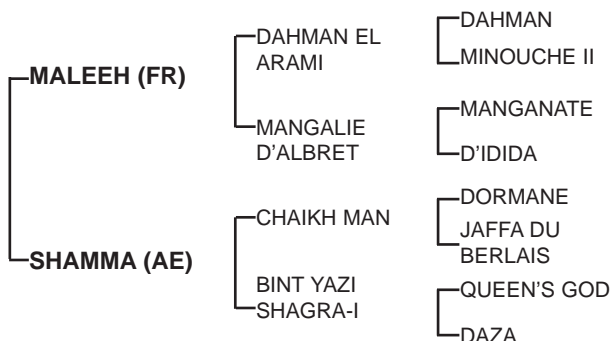 MALEEH (FR)
DAHMAN EL
ARAMI
DAHMAN
MINOUCHE II
MANGALIE
D'ALBRET
MANGANATE
D'IDIDA
SHAMMA (AE)
CHAIKH MAN
DORMANE
JAFFA DU
BERLAIS
BINT YAZI
SHAGRA-I
QUEEN'S GOD
DAZA